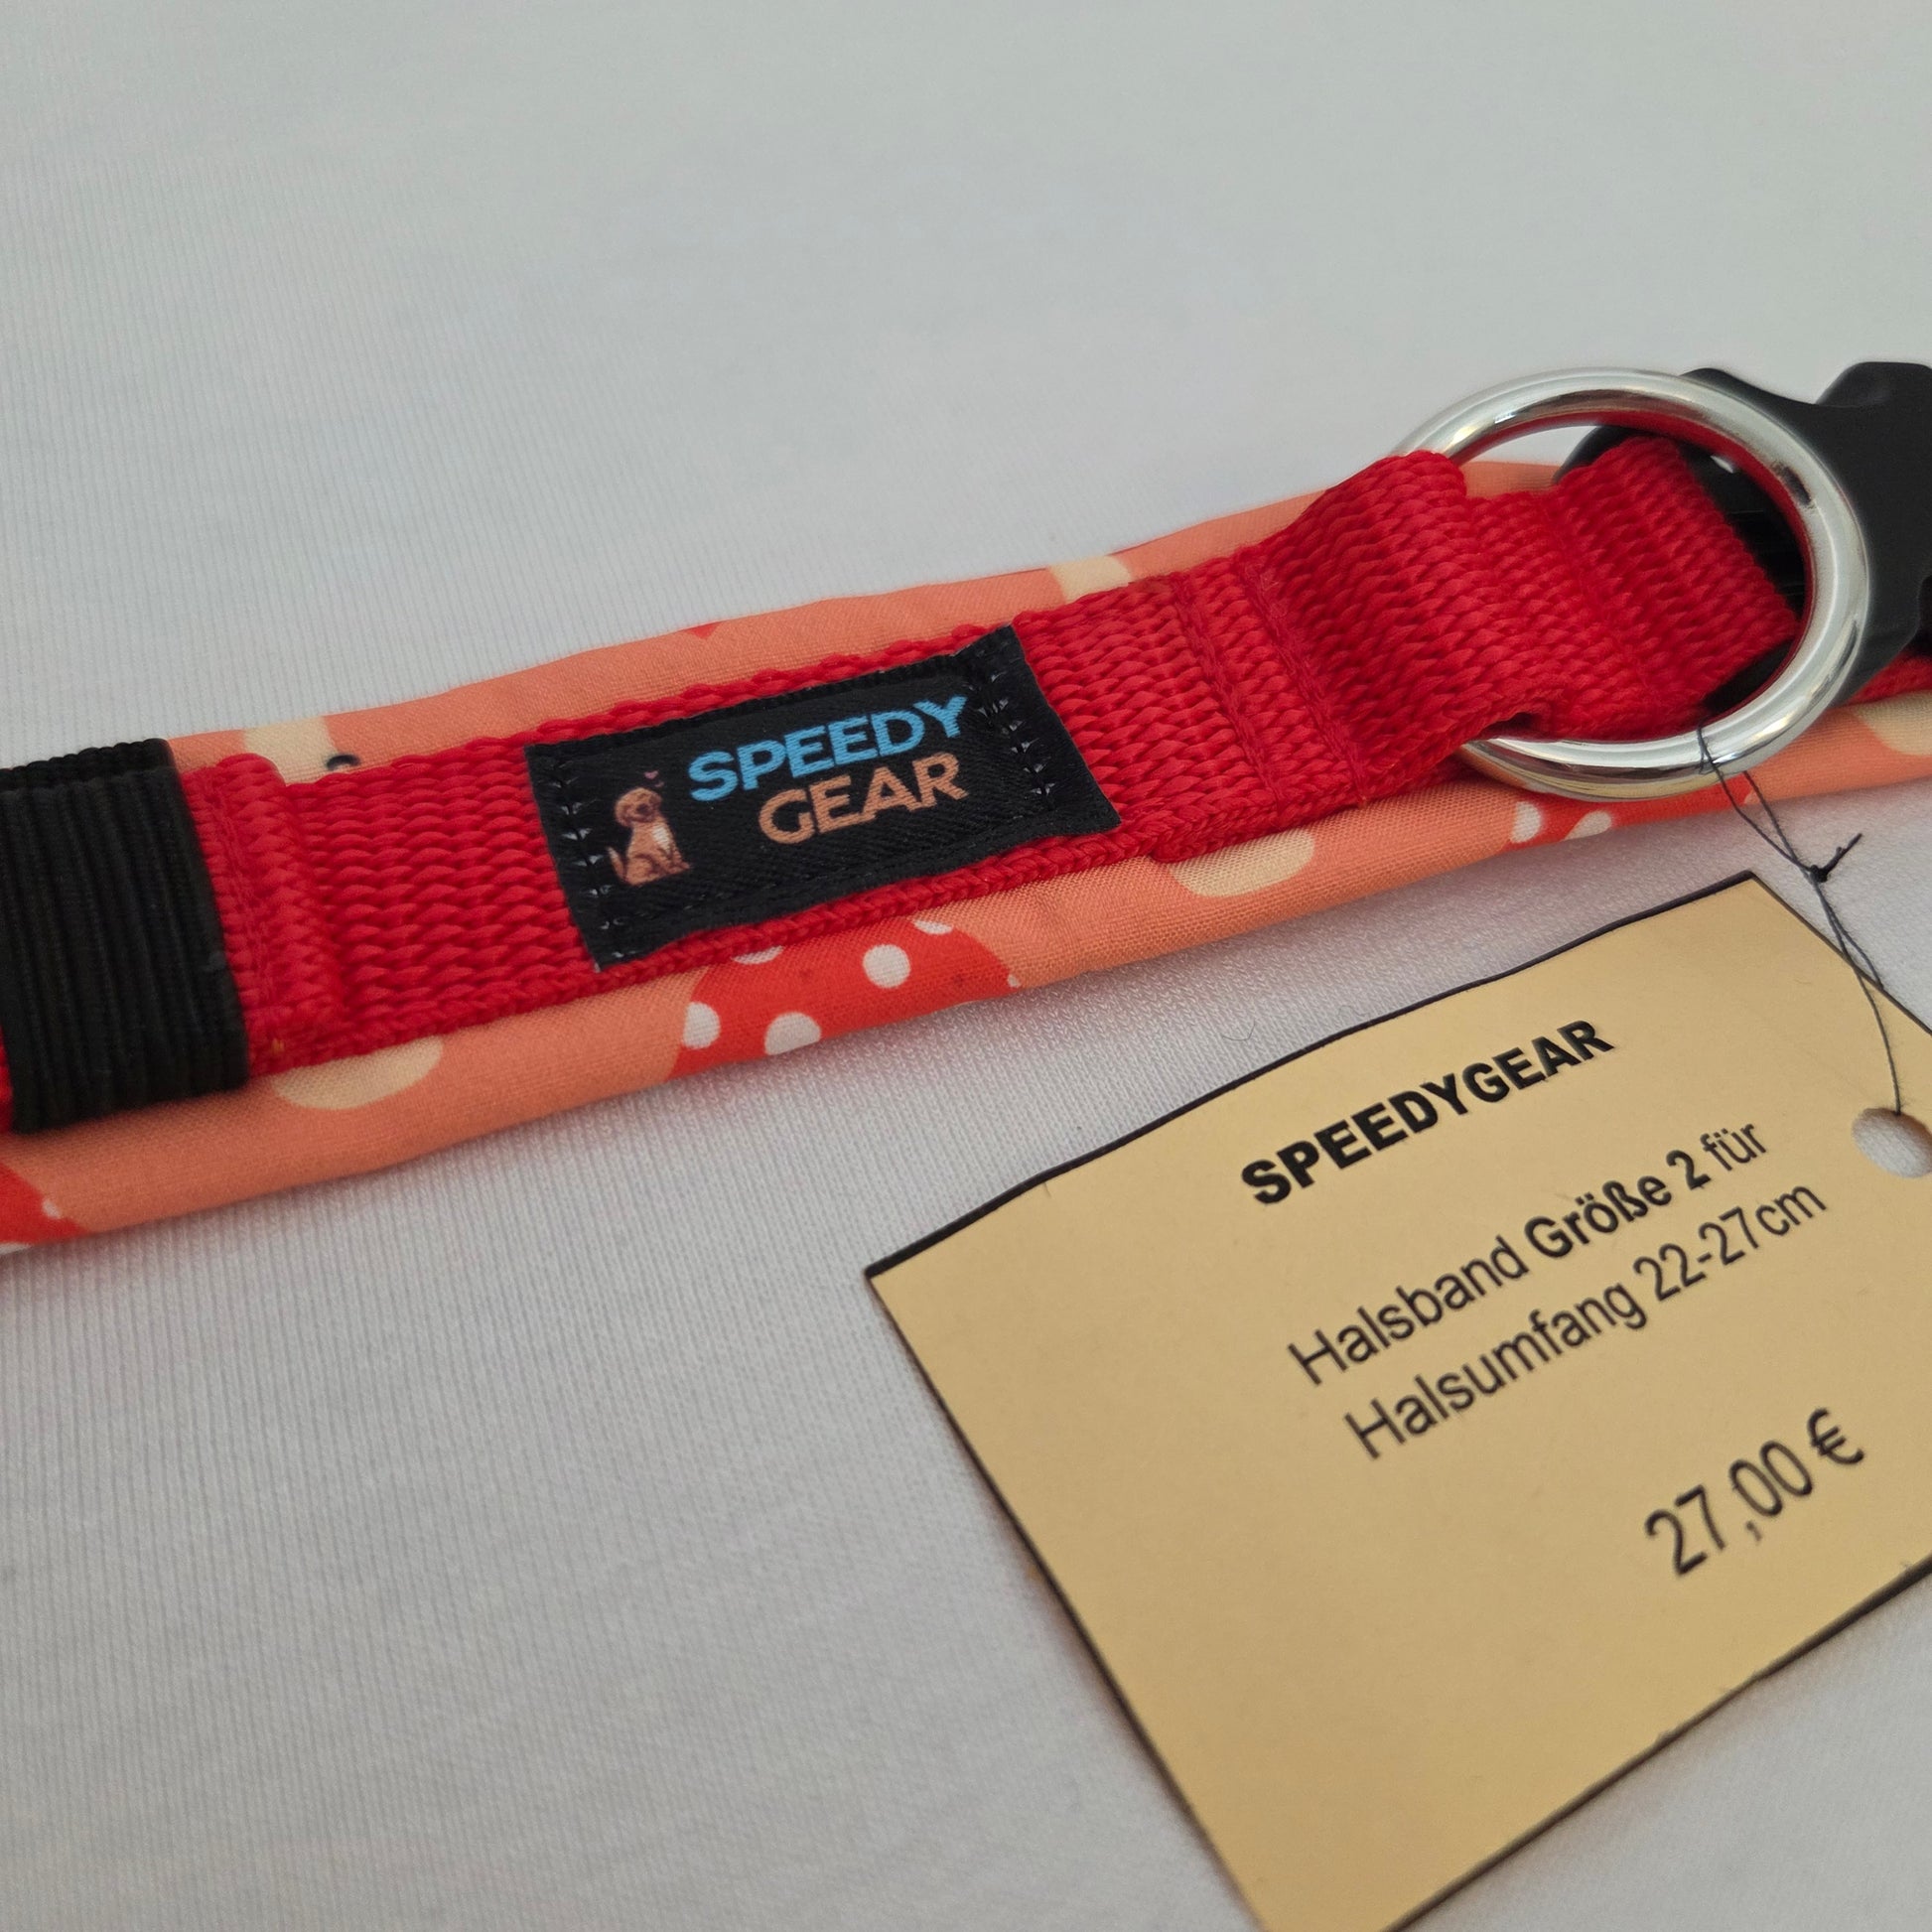 SPEEDY
GEAR
SPEEDYGEAR
Halsband Größe 2 für
Halsumfang 22-27cm
27,00 €